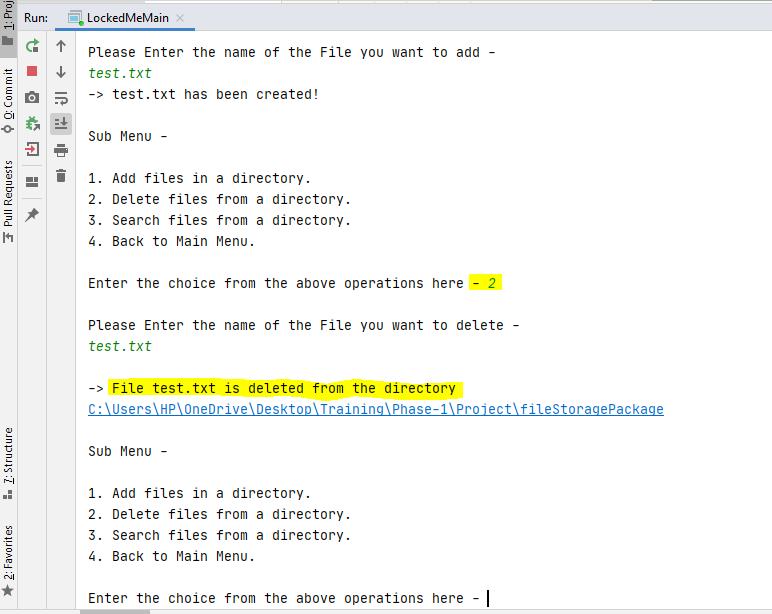 Run: LockedMeMain
1: Proj
0: Commit
Pull Requests
7: Structure
2: Favorites
Please Enter the name of the File you want to add -
test.txt
-> test.txt has been created!
Sub Menu -
1. Add files in a directory.
2. Delete files from a directory.
3. Search files from a directory.
4. Back to Main Menu.
Enter the choice from the above operations here - 2
Please Enter the name of the File you want to delete -
test.txt
-> File test.txt is deleted from the directory
C:\Users\HP\OneDrive\Desktop\Training\Phase-1\Project\fileStoragePackage
Sub Menu -
1. Add files in a directory.
2. Delete files from a directory.
3. Search files from a directory.
4. Back to Main Menu.
Enter the choice from the above operations here -